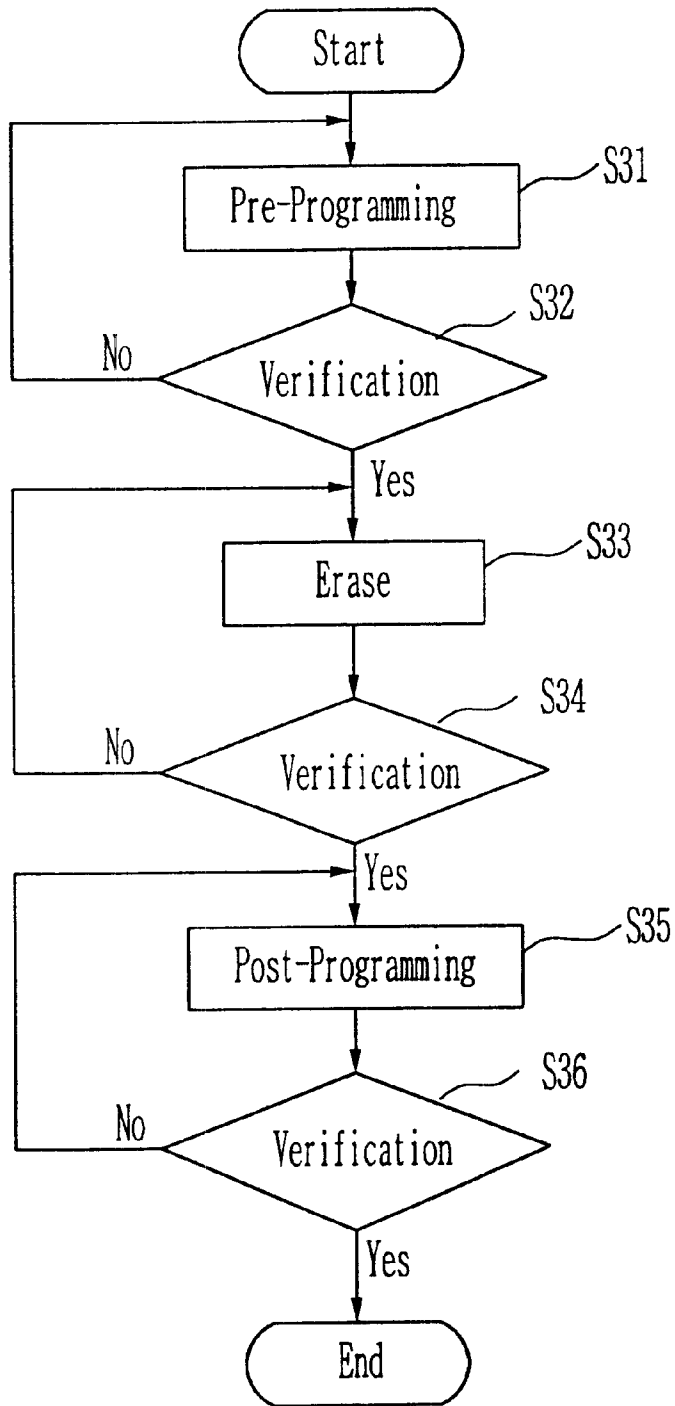 Start
Pre-Programming
S31
S32
No
Verification
Yes
Erase
S33
S34
No
Verification
Yes
Post-Programming
S35
S36
No
Verification
Yes
End